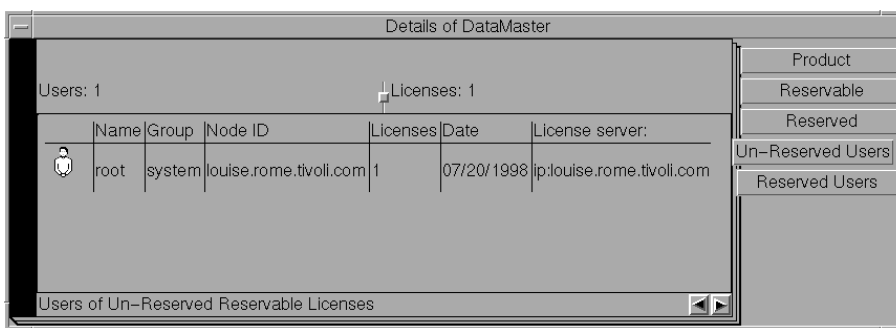 Details of DataMaster
Users: 1 Licenses: 1
Name Group Node ID Licenses Date License server:
root system louise.rome.tivoli.com 1 07/20/1998 ip:louise.rome.tivoli.com
Users of Un-Reserved Reservable Licenses
Product
Reservable
Reserved
Un-Reserved Users
Reserved Users